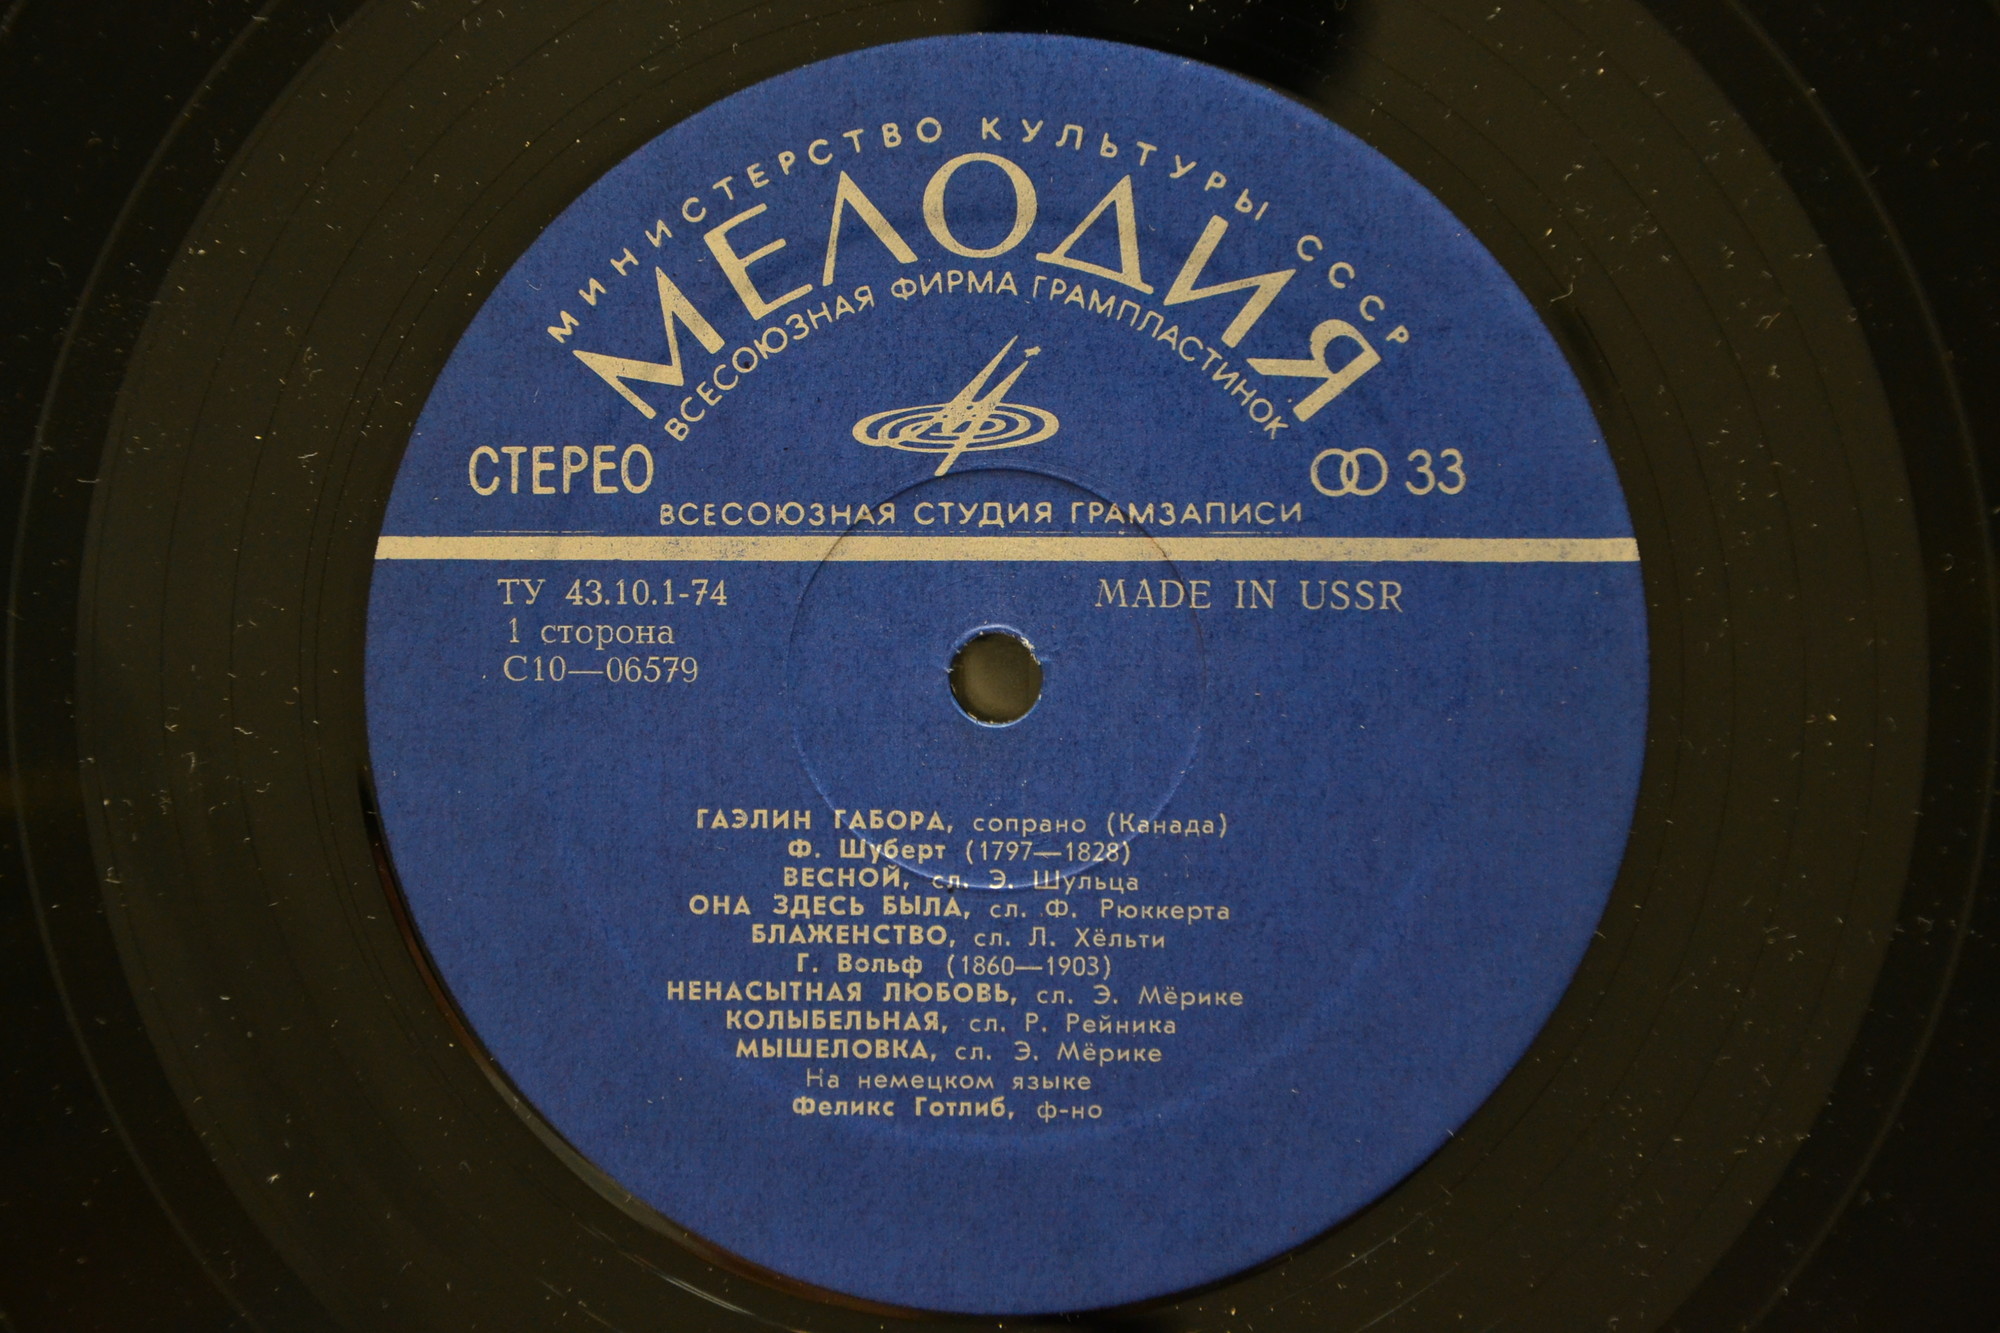 МИНИСТЕРСТВО КУЛЬТУРЫ СССР
МЕЛОДИЯ
ВСЕСОЮЗНАЯ ФИРМА ГРАМПЛАСТИНОК
СТЕРЕО
33
ВСЕСОЮЗНАЯ СТУДИЯ ГРАМЗАПИСИ
ТУ 43.10.1-74
MADE IN USSR
1 сторона
С10—06579
ГАЭЛИН ГАБОРА, сопрано (Канада)
Ф. Шуберт (1797—1828)
ВЕСНОЙ, сл. Э. Шульца
ОНА ЗДЕСЬ БЫЛА, сл. Ф. Рюккерта
БЛАЖЕНСТВО, сл. Л. Хёльти
Г. Вольф (1860—1903)
НЕНАСЫТНАЯ ЛЮБОВЬ, сл. Э. Мёрике
КОЛЫБЕЛЬНАЯ, сл. Р. Рейника
МЫШЕЛОВКА, сл. Э. Мёрике
На немецком языке
Феликс Готлиб, ф-но